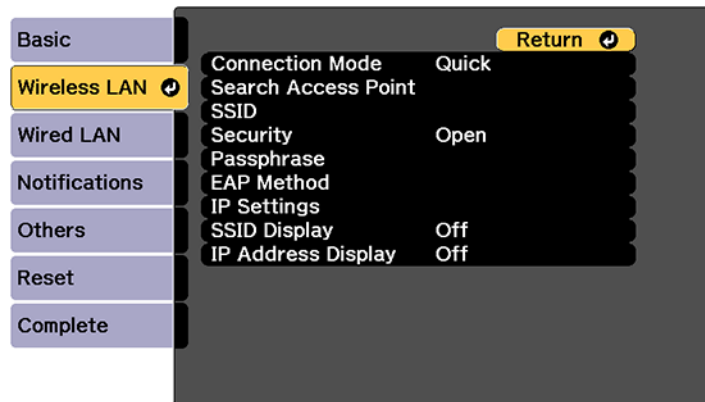 Basic
Wireless LAN
Wired LAN
Notifications
Others
Reset
Complete
Return
Connection Mode Quick
Search Access Point
SSID
Security Open
Passphrase
EAP Method
IP Settings
SSID Display Off
IP Address Display Off